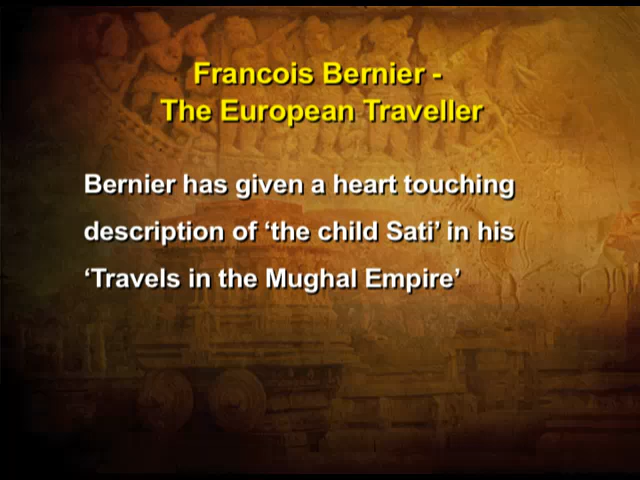 Francois Bernier -
The European Traveller
Bernier has given a heart touching
description of ‘the child Sati’ in his
‘Travels in the Mughal Empire’